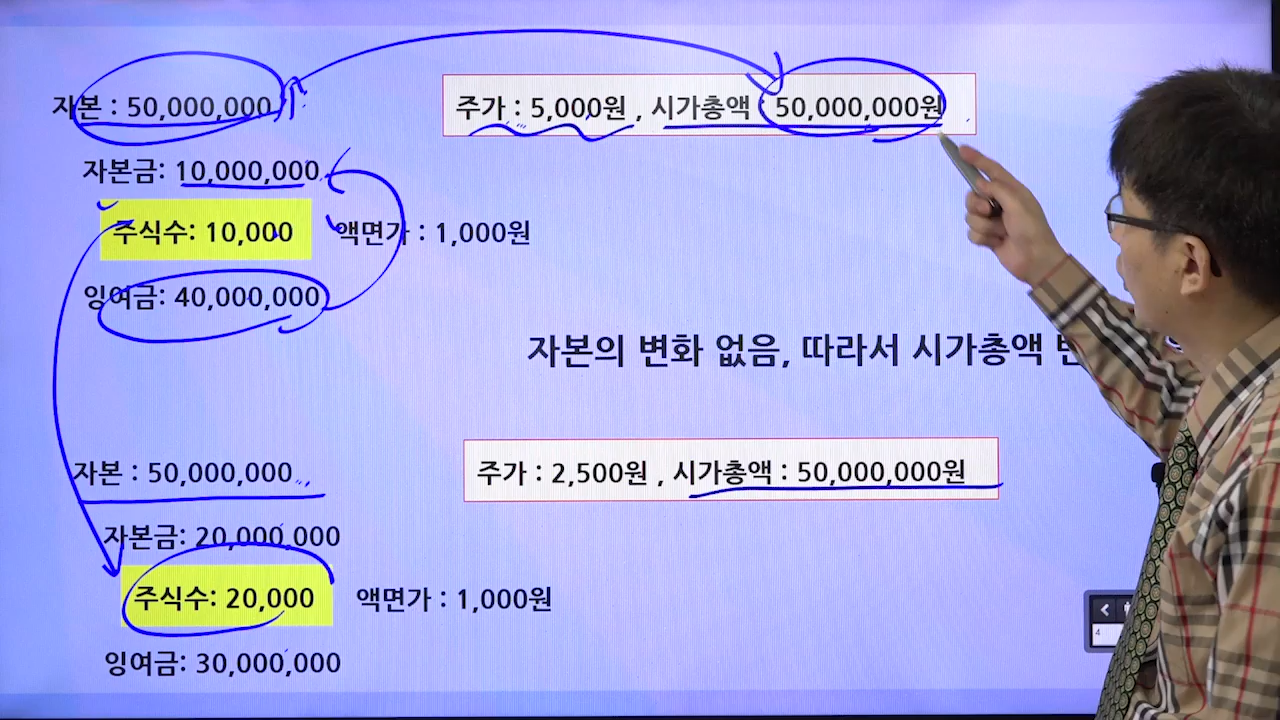 자본 : 50,000,000
주가 : 5,000원 , 시가총액 : 50,000,000원
자본금: 10,000,000
주식수: 10,000 액면가 : 1,000원
잉여금: 40,000,000
자본의 변화 없음, 따라서 시가총액
자본 : 50,000,000
주가 : 2,500원 , 시가총액 : 50,000,000원
자본금: 20,000,000
주식수: 20,000 액면가 : 1,000원
잉여금: 30,000,000
4